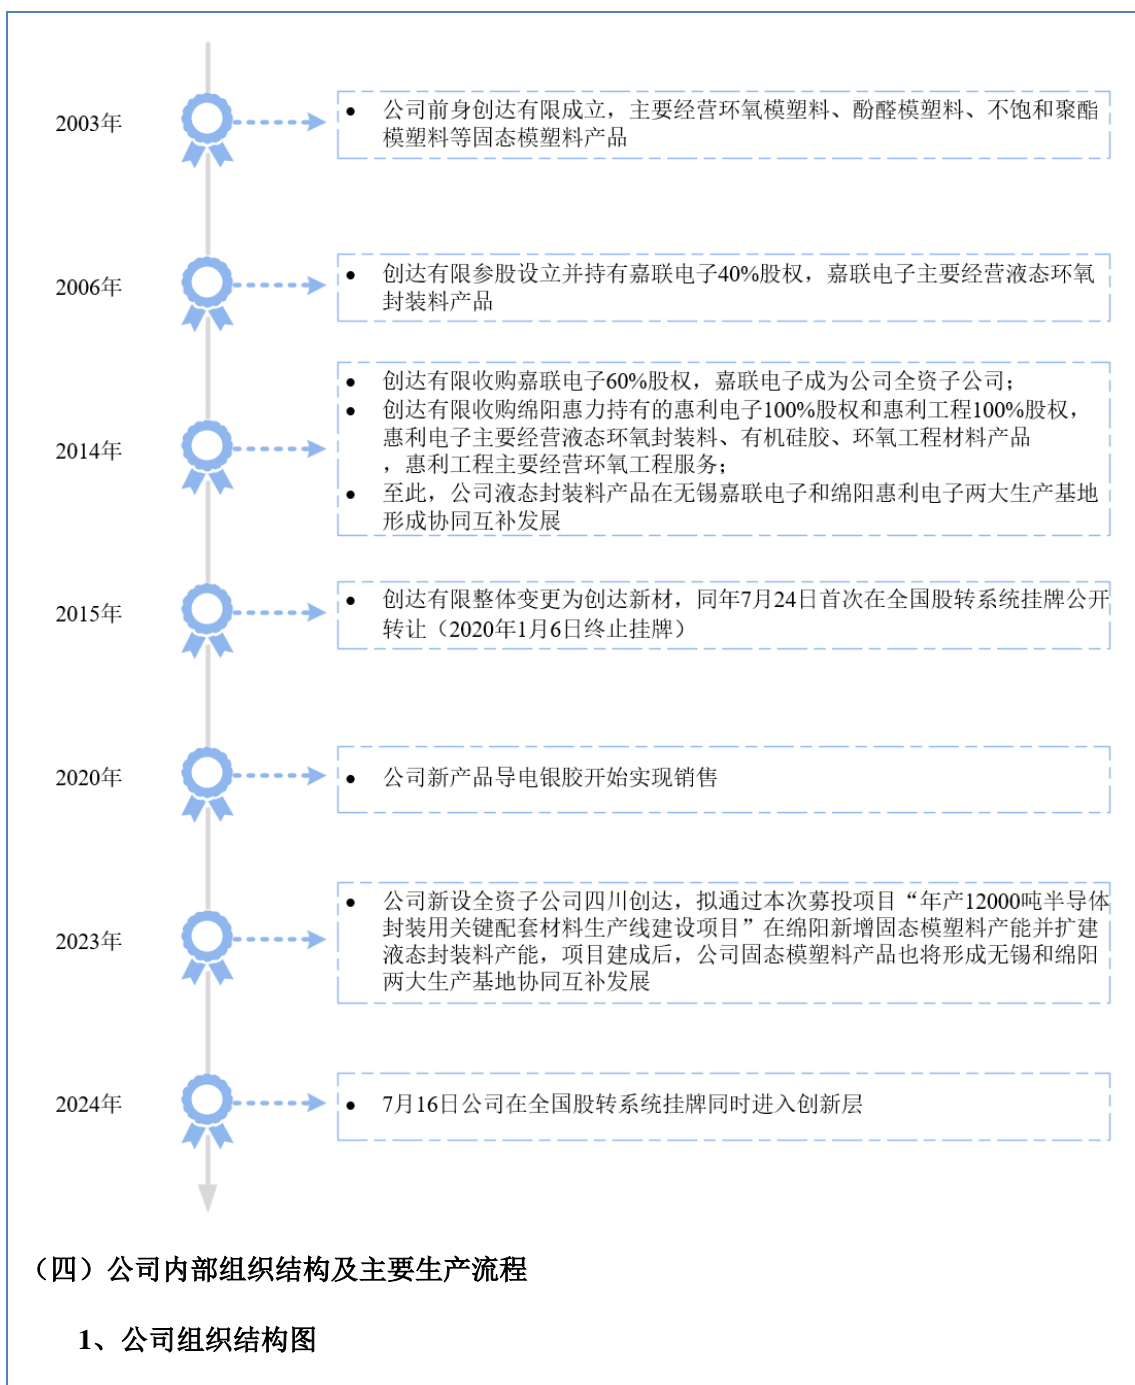 2003年
• 公司前身创达有限成立，主要经营环氧模塑料、酚醛模塑料、不饱和聚酯
模塑料等固态模塑料产品
2006年
• 创达有限参股设立并持有嘉联电子40%股权，嘉联电子主要经营液态环氧
封装料产品
2014年
• 创达有限收购嘉联电子60%股权，嘉联电子成为公司全资子公司；
• 创达有限收购绵阳惠力持有的惠利电子100%股权和惠利工程100%股权，
惠利电子主要经营液态环氧封装料、有机硅胶、环氧工程材料产品
，惠利工程主要经营环氧工程服务；
• 至此，公司液态封装料产品在无锡嘉联电子和绵阳惠利电子两大生产基地
形成协同互补发展
2015年
• 创达有限整体变更为创达新材，同年7月24日首次在全国股转系统挂牌公开
转让（2020年1月6日终止挂牌）
2020年
• 公司新产品导电银胶开始实现销售
2023年
• 公司新设全资子公司四川创达，拟通过本次募投项目“年产12000吨半导体
封装用关键配套材料生产线建设项目”在绵阳新增固态模塑料产能并扩建
液态封装料产能，项目建成后，公司固态模塑料产品也将形成无锡和绵阳
两大生产基地协同互补发展
2024年
• 7月16日公司在全国股转系统挂牌同时进入创新层
（四）公司内部组织结构及主要生产流程
1、公司组织结构图